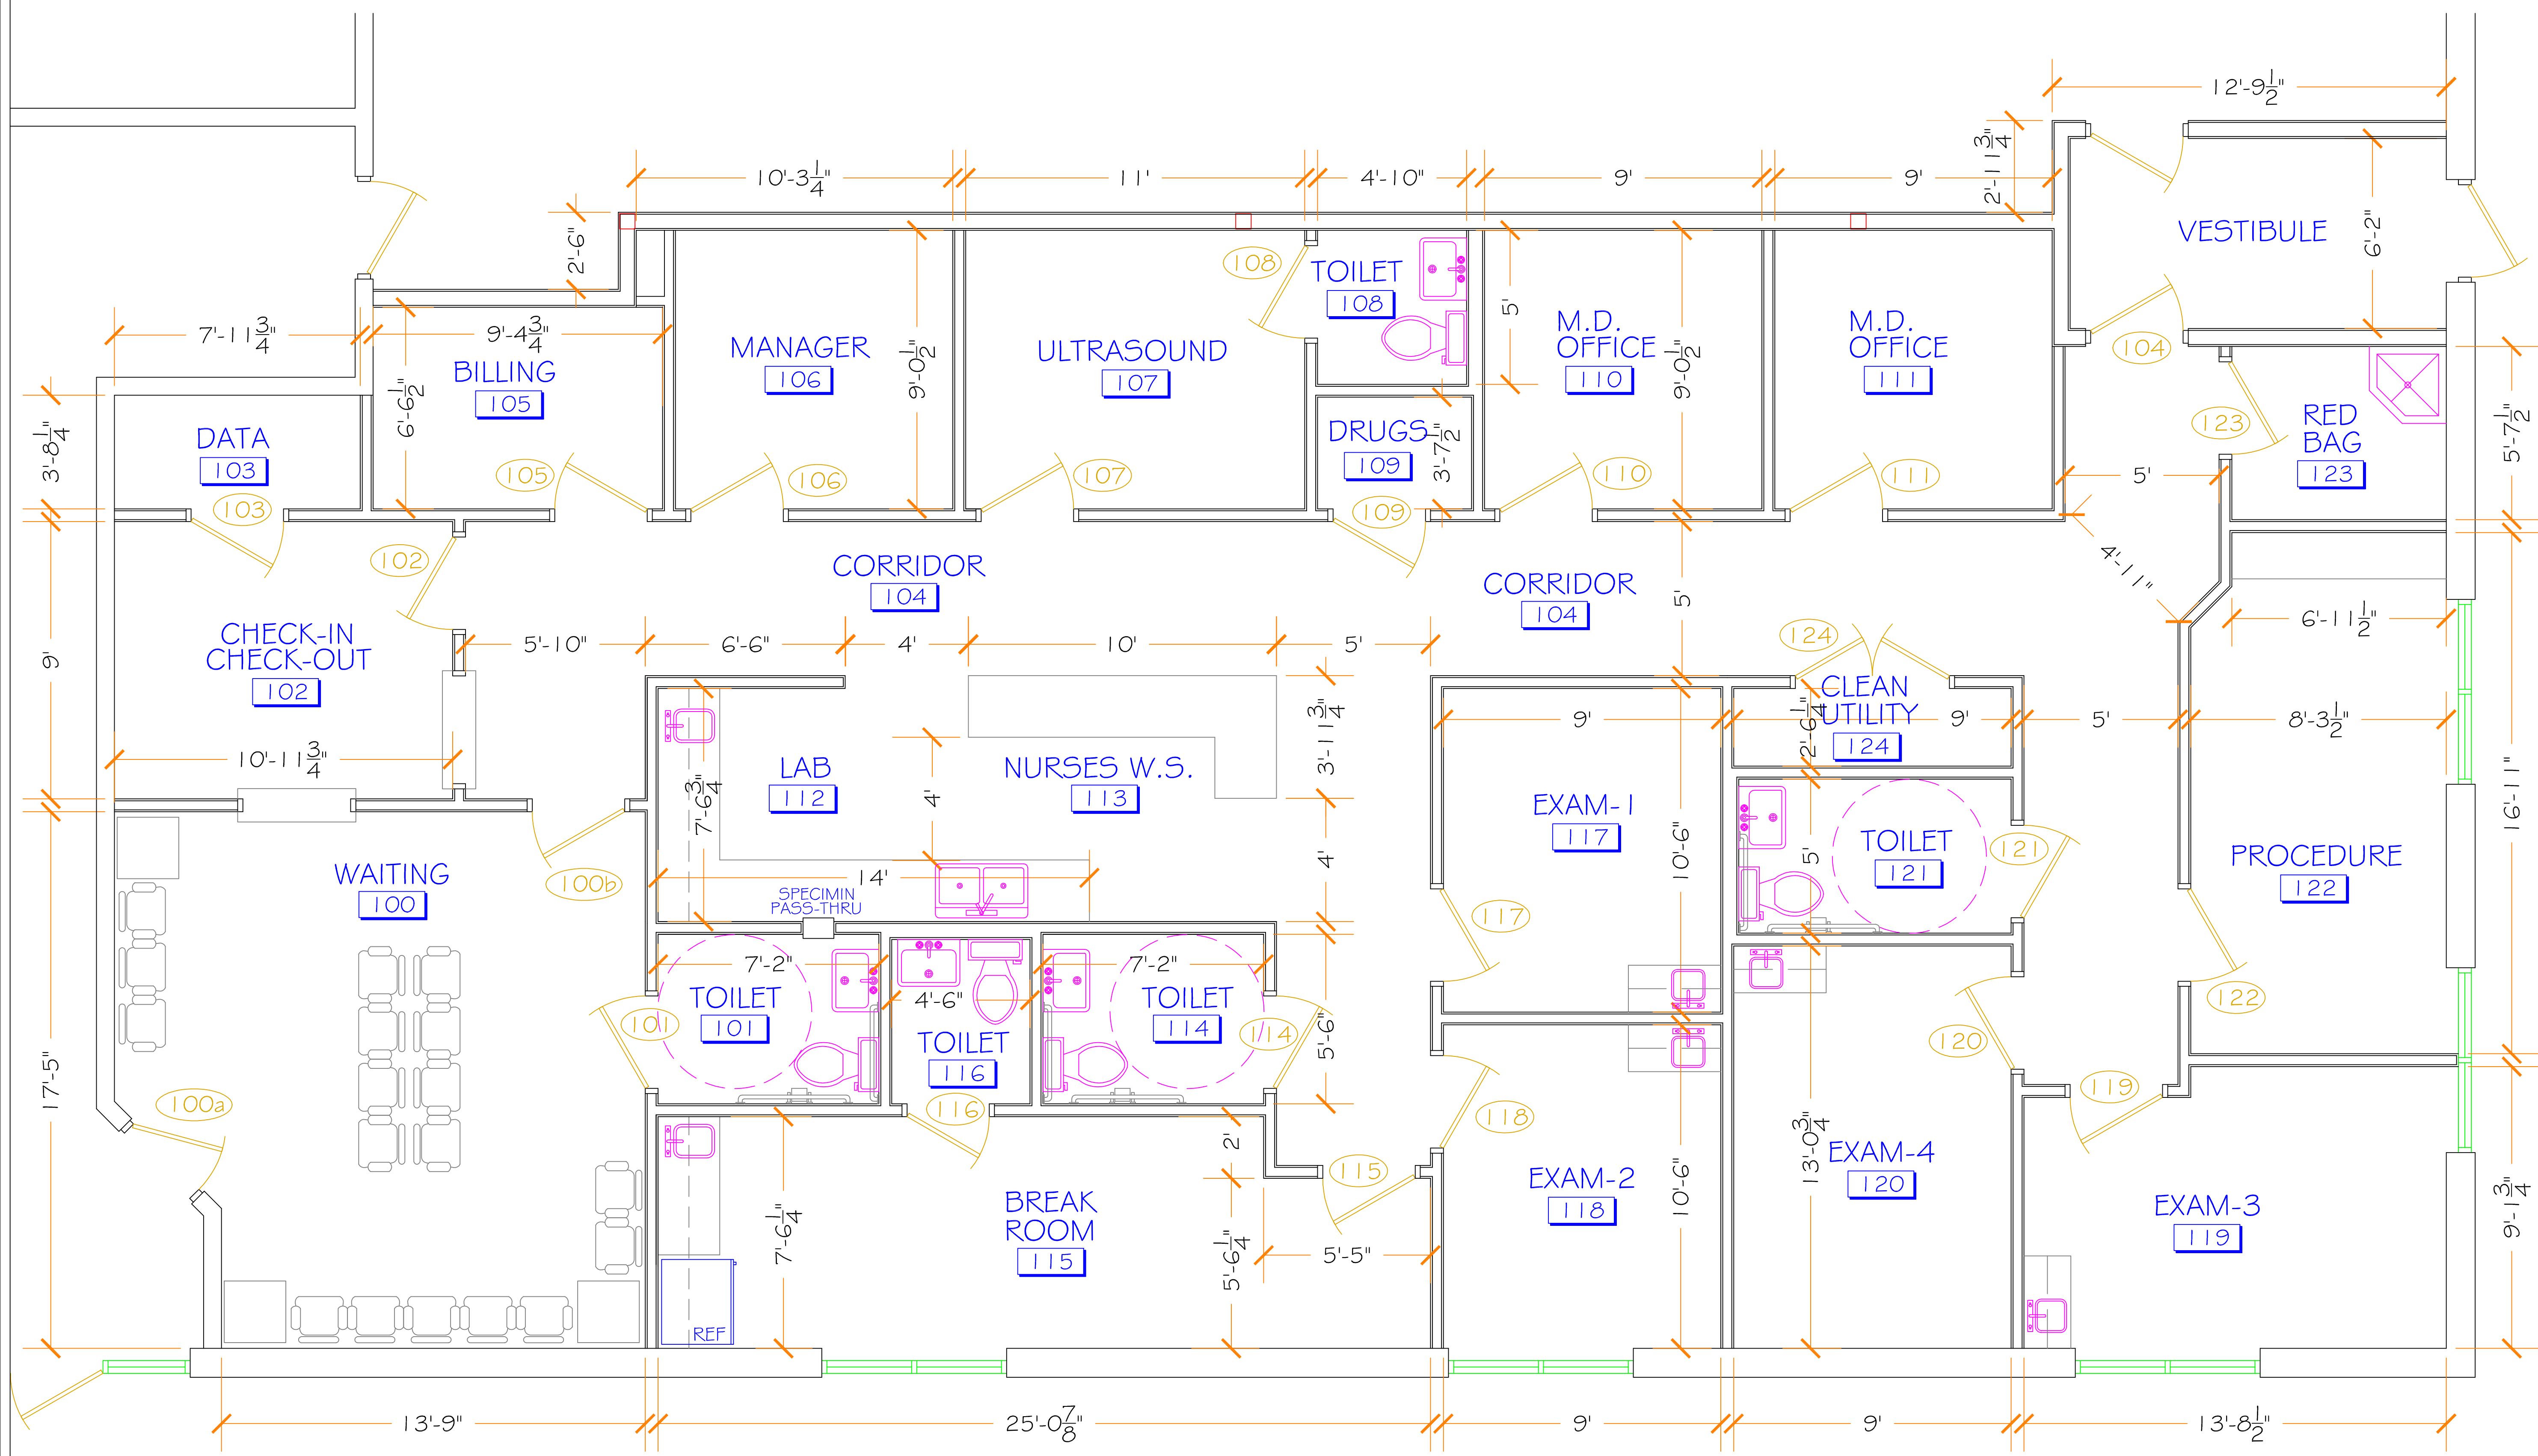 12'-9 1/2"
2'-11 3/4"
10'-3 1/4"
11'
4'-10"
9'
9'
2'-6"
6'-2"
VESTIBULE
7'-11 3/4"
9'-4 3/4"
108
TOILET
108
5'
M.D.
OFFICE
110
9'-0 1/2"
M.D.
OFFICE
111
104
BILLING
105
6'-6 1/2"
MANAGER
106
9'-0 1/2"
ULTRASOUND
107
3'-8 1/4"
DATA
103
103
105
106
107
DRUGS
109
3'-7 1/2"
109
110
111
5'
123
RED
BAG
123
5'-7 1/2"
102
CORRIDOR
104
CORRIDOR
104
5'
4'-11"
9'
CHECK-IN
CHECK-OUT
102
10'-11 3/4"
5'-10"
6'-6"
4'
10'
5'
124
6'-11 1/2"
CLEAN
UTILITY
124
2'-6 1/4"
9'
9'
5'
8'-3 1/2"
3'-11 3/4"
7'-6 3/4"
LAB
112
4'
NURSES W.S.
113
EXAM-1
117
10'-6"
4'
14'
SPECIMIN
PASS-THRU
WAITING
100
100b
5'
TOILET
121
121
PROCEDURE
122
16'-11"
117
7'-2"
TOILET
101
101
4'-6"
TOILET
116
116
7'-2"
TOILET
114
114
5'-6"
122
120
119
17'-5"
100a
118
2'
115
EXAM-2
118
10'-6"
13'-0 3/4"
EXAM-4
120
EXAM-3
119
9'-1 3/4"
7'-6 1/4"
BREAK
ROOM
115
5'-6 1/4"
5'-5"
REF
13'-9"
25'-0 7/8"
9'
9'
13'-8 1/2"